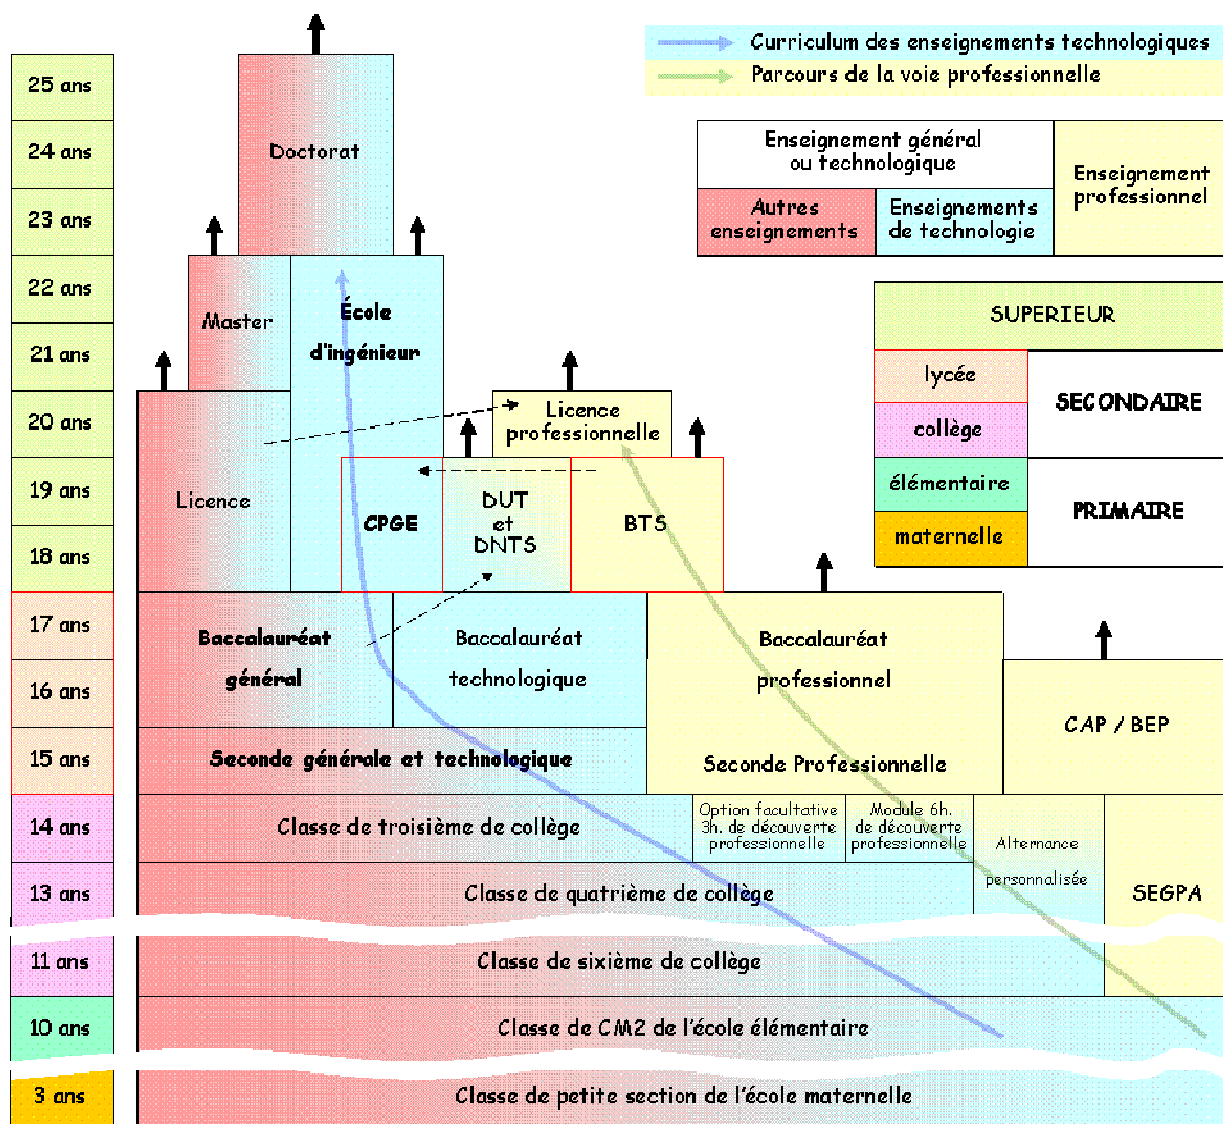 Curriculum des enseignements technologiques
Parcours de la voie professionnelle
Enseignement général
ou technologique
Enseignement
professionnel
Autres
enseignements
Enseignements
de technologie
SUPERIEUR
lycée
collège
SECONDAIRE
élémentaire
maternelle
PRIMAIRE
25 ans
24 ans
Doctorat
23 ans
22 ans
21 ans
Master
École
d'ingénieur
20 ans
Licence
professionnelle
19 ans
18 ans
Licence
CPGE
DUT
et
DNTS
BTS
17 ans
16 ans
Baccalauréat
général
Baccalauréat
technologique
Baccalauréat
professionnel
CAP / BEP
15 ans
Seconde générale et technologique
Seconde Professionnelle
14 ans
Classe de troisième de collège
Option facultative
3h. de découverte
professionnelle
Module 6h.
de découverte
professionnelle
Alternance
personnalisée
13 ans
Classe de quatrième de collège
SEGPA
11 ans
Classe de sixième de collège
10 ans
Classe de CM2 de l'école élémentaire
3 ans
Classe de petite section de l'école maternelle